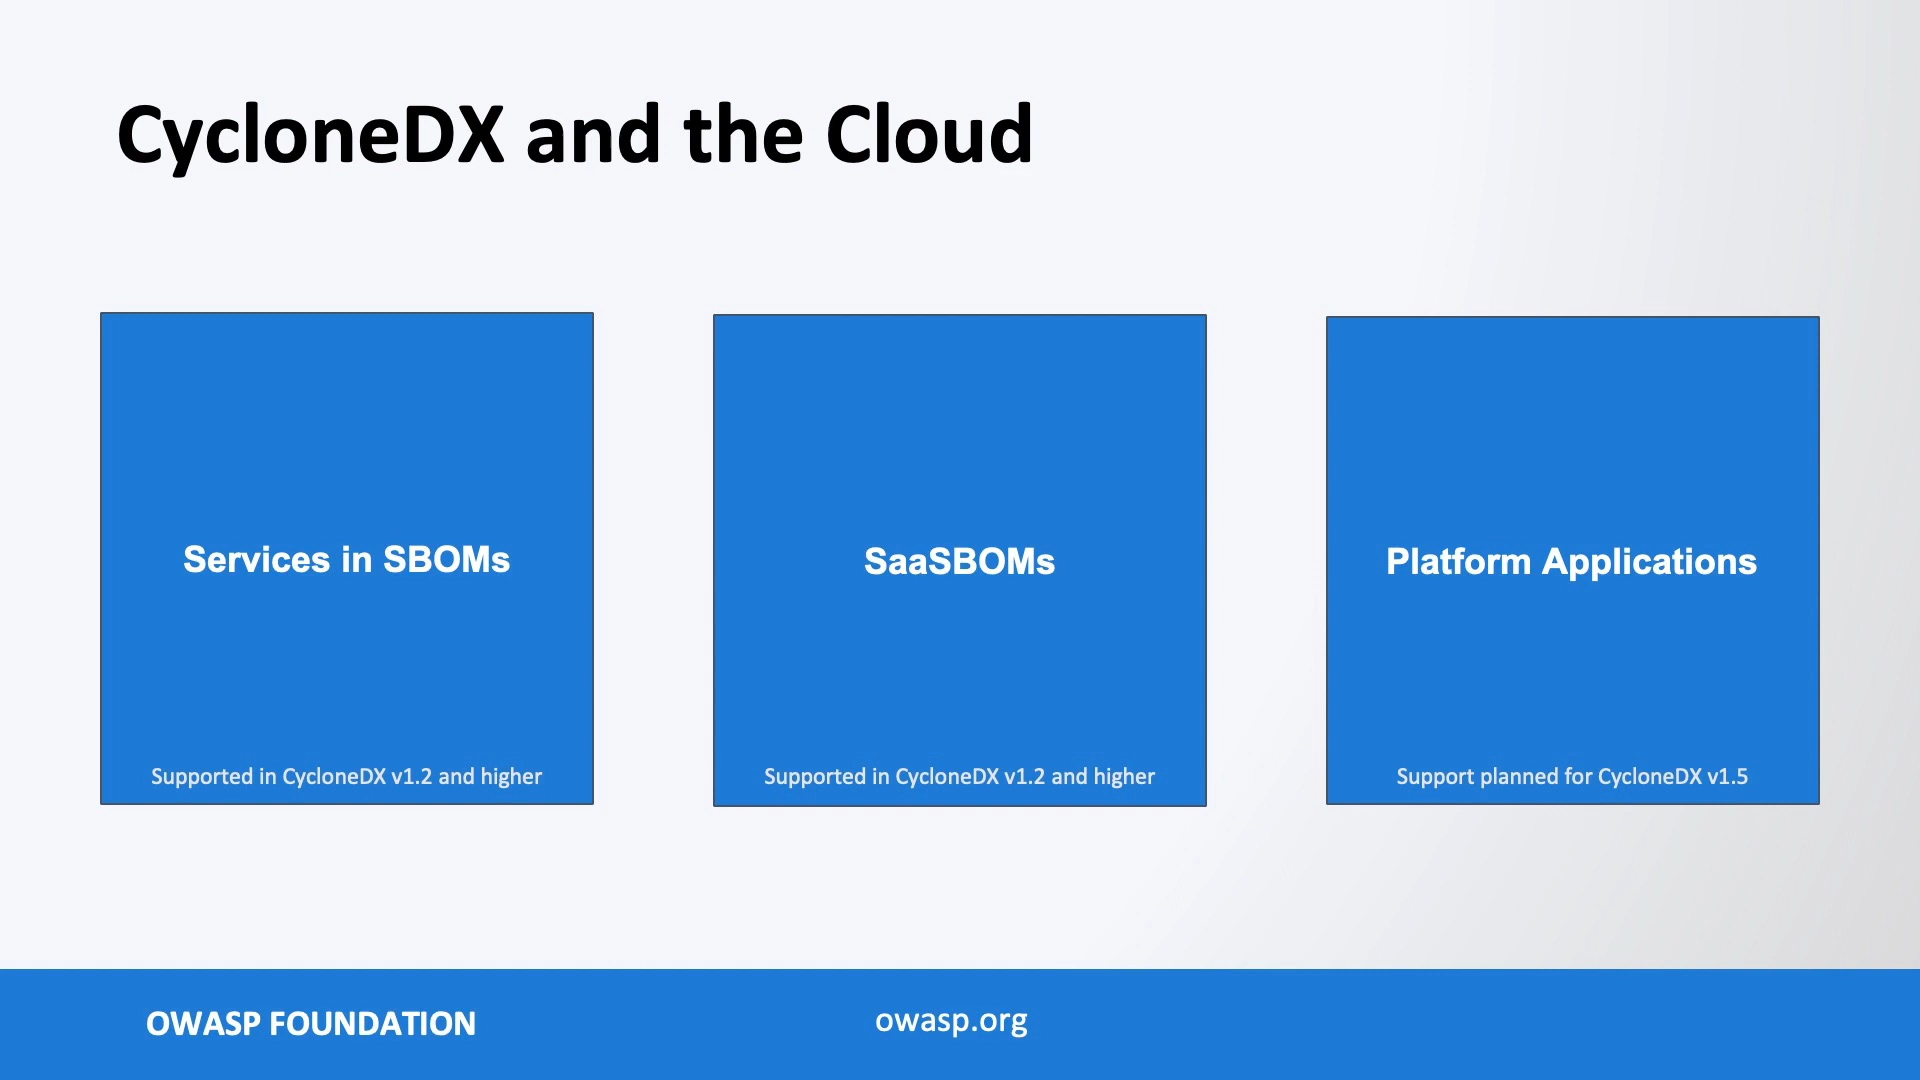 CycloneDX and the Cloud
Services in SBOMs
Supported in CycloneDX v1.2 and higher
SaaSBOMs
Supported in CycloneDX v1.2 and higher
Platform Applications
Support planned for CycloneDX v1.5
OWASP FOUNDATION
owasp.org